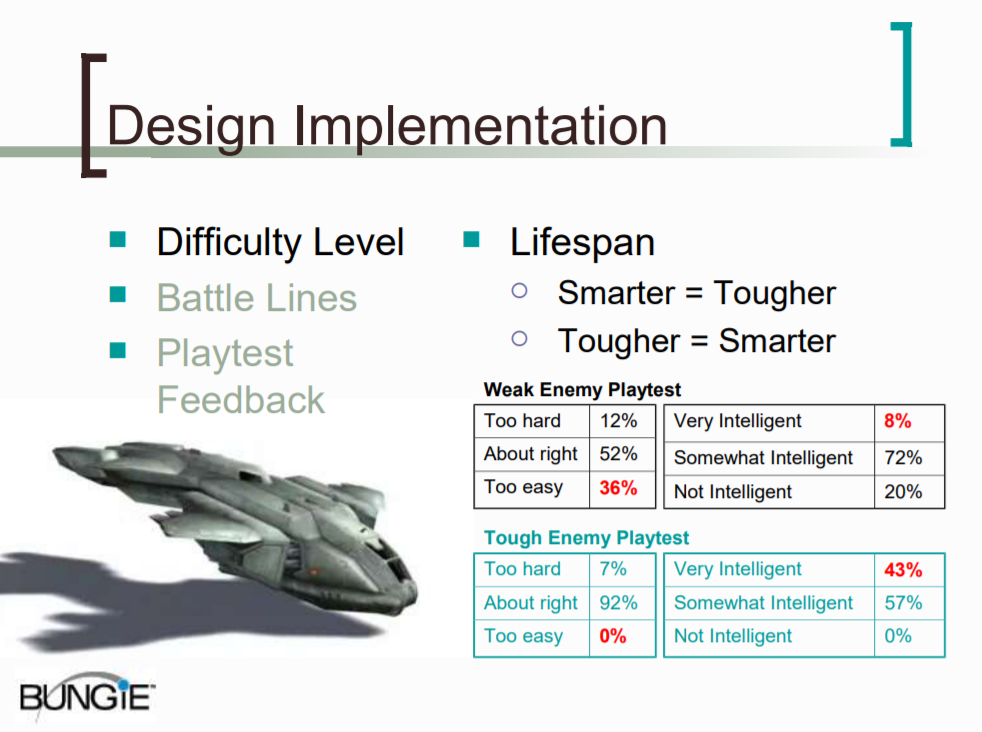 Design Implementation
Difficulty Level
Battle Lines
Playtest
Feedback
Lifespan
Smarter = Tougher
Tougher = Smarter
Weak Enemy Playtest
Too hard 12% Very Intelligent 8%
About right 52% Somewhat Intelligent 72%
Too easy 36% Not Intelligent 20%
Tough Enemy Playtest
Too hard 7% Very Intelligent 43%
About right 92% Somewhat Intelligent 57%
Too easy 0% Not Intelligent 0%
BUNGiE™